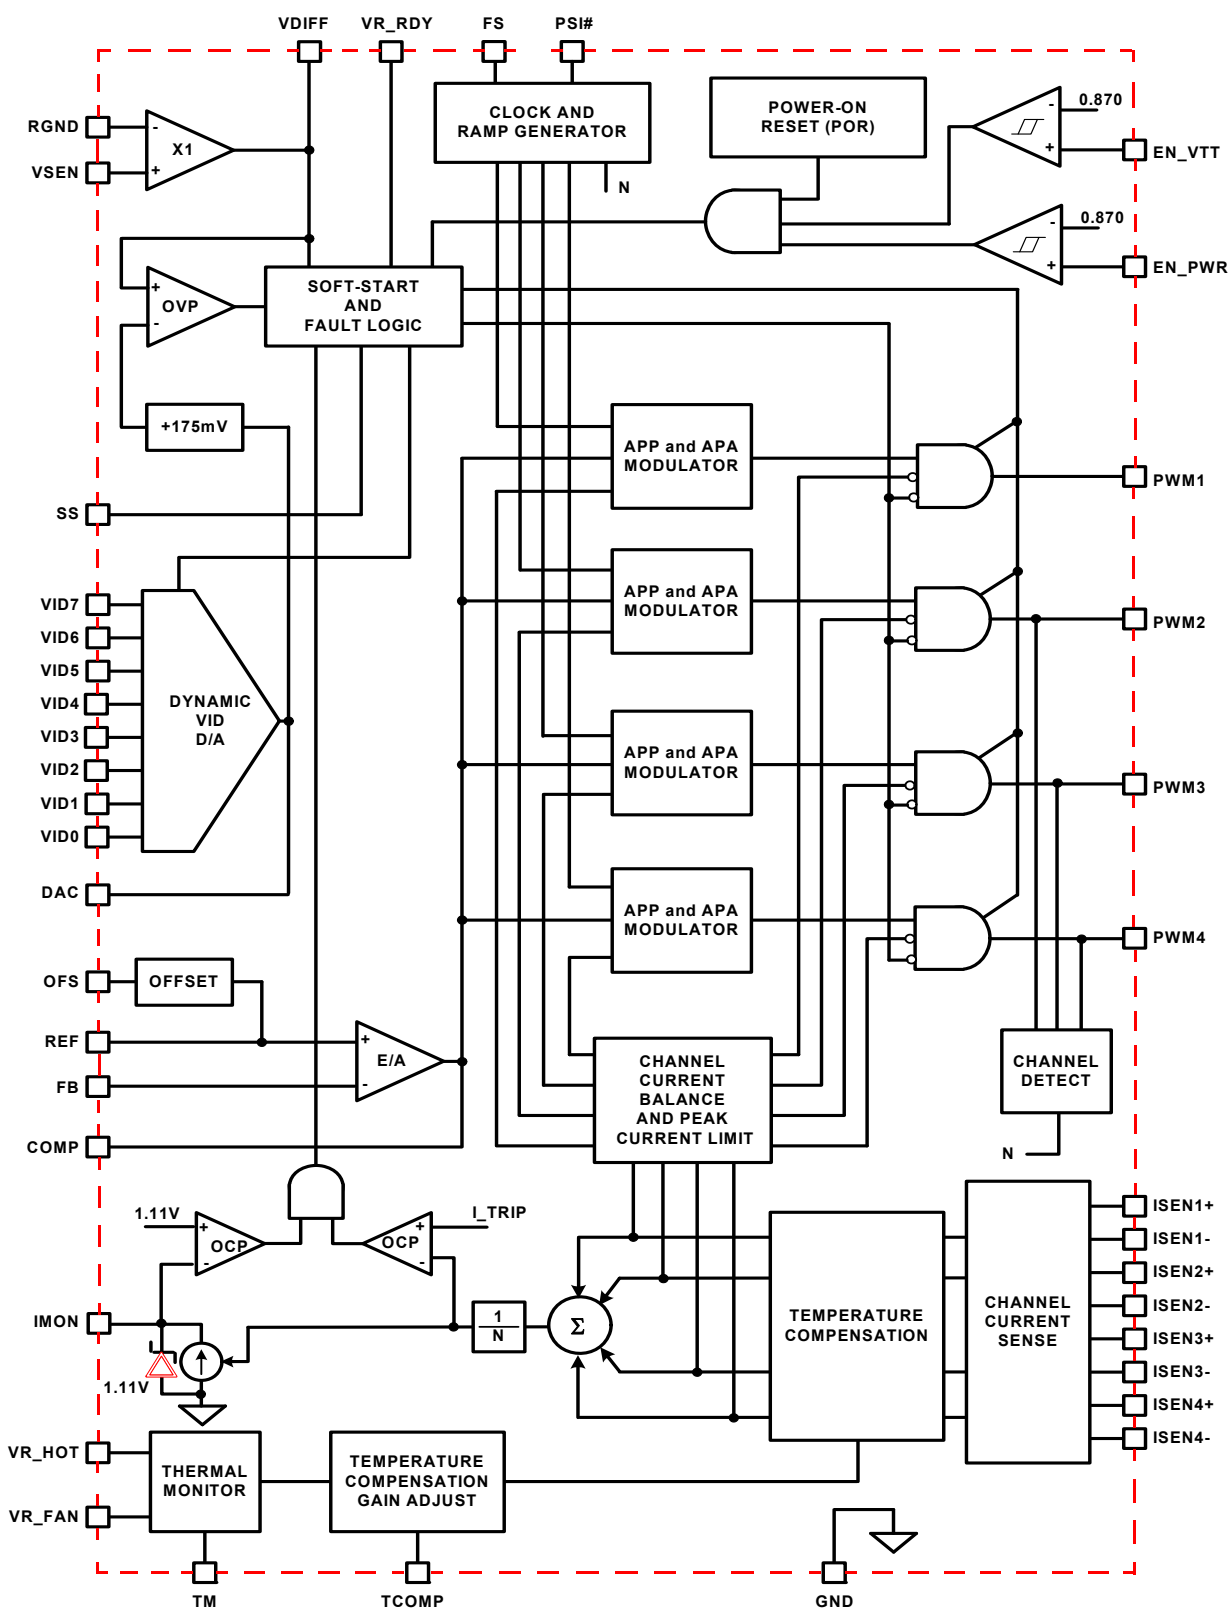 VDIFF
VR_RDY
FS
PSI#
RGND
VSEN
-
+
X1
CLOCK AND
RAMP GENERATOR
N
POWER-ON
RESET (POR)
-
+
0.870
EN_VTT
-
+
0.870
EN_PWR
+
-
OVP
SOFT-START
AND
FAULT LOGIC
+175mV
SS
APP and APA
MODULATOR
PWM1
VID7
VID6
VID5
VID4
VID3
VID2
VID1
VID0
DYNAMIC
VID
D/A
APP and APA
MODULATOR
PWM2
APP and APA
MODULATOR
PWM3
DAC
APP and APA
MODULATOR
PWM4
OFS
OFFSET
REF
FB
+
-
E/A
COMP
CHANNEL
CURRENT
BALANCE
AND PEAK
CURRENT LIMIT
CHANNEL
DETECT
N
1.11V
+
-
OCP
I_TRIP
+
-
OCP
IMON
1.11V
1
N
Σ
TEMPERATURE
COMPENSATION
CHANNEL
CURRENT
SENSE
ISEN1+
ISEN1-
ISEN2+
ISEN2-
ISEN3+
ISEN3-
ISEN4+
ISEN4-
VR_HOT
VR_FAN
THERMAL
MONITOR
TEMPERATURE
COMPENSATION
GAIN ADJUST
TM
TCOMP
GND